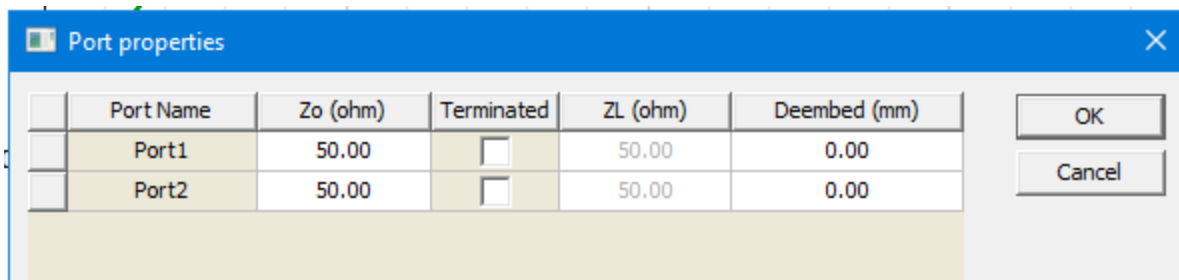 Port properties
Port Name Zo (ohm) Terminated ZL (ohm) Deembed (mm)
OK
Port1 50.00 50.00 0.00
Cancel
Port2 50.00 50.00 0.00